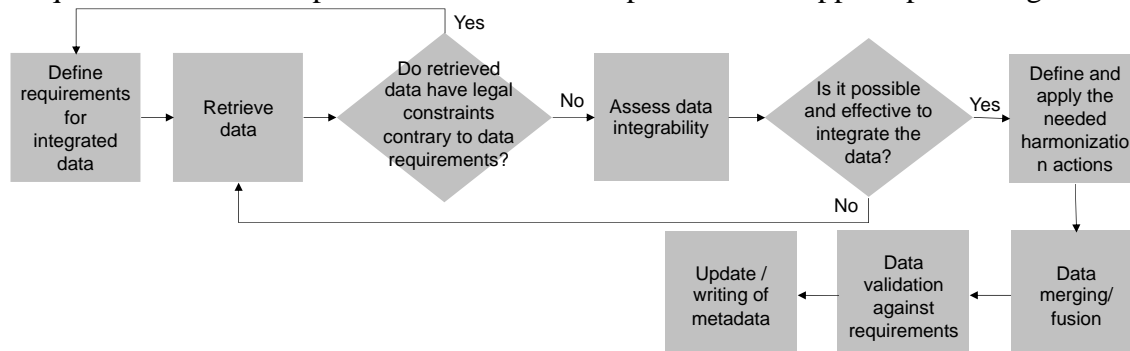 Yes
Define
requirements
for
integrated
data
Retrieve
data
Do retrieved
data have legal
constraints
contrary to data
requirements?
No
Assess data
integrability
Is it possible
and effective to
integrate the
data?
Yes
No
Define and
apply the
needed
harmonizatio
n actions
Update /
writing of
metadata
Data
validation
against
requirements
Data
merging/
fusion